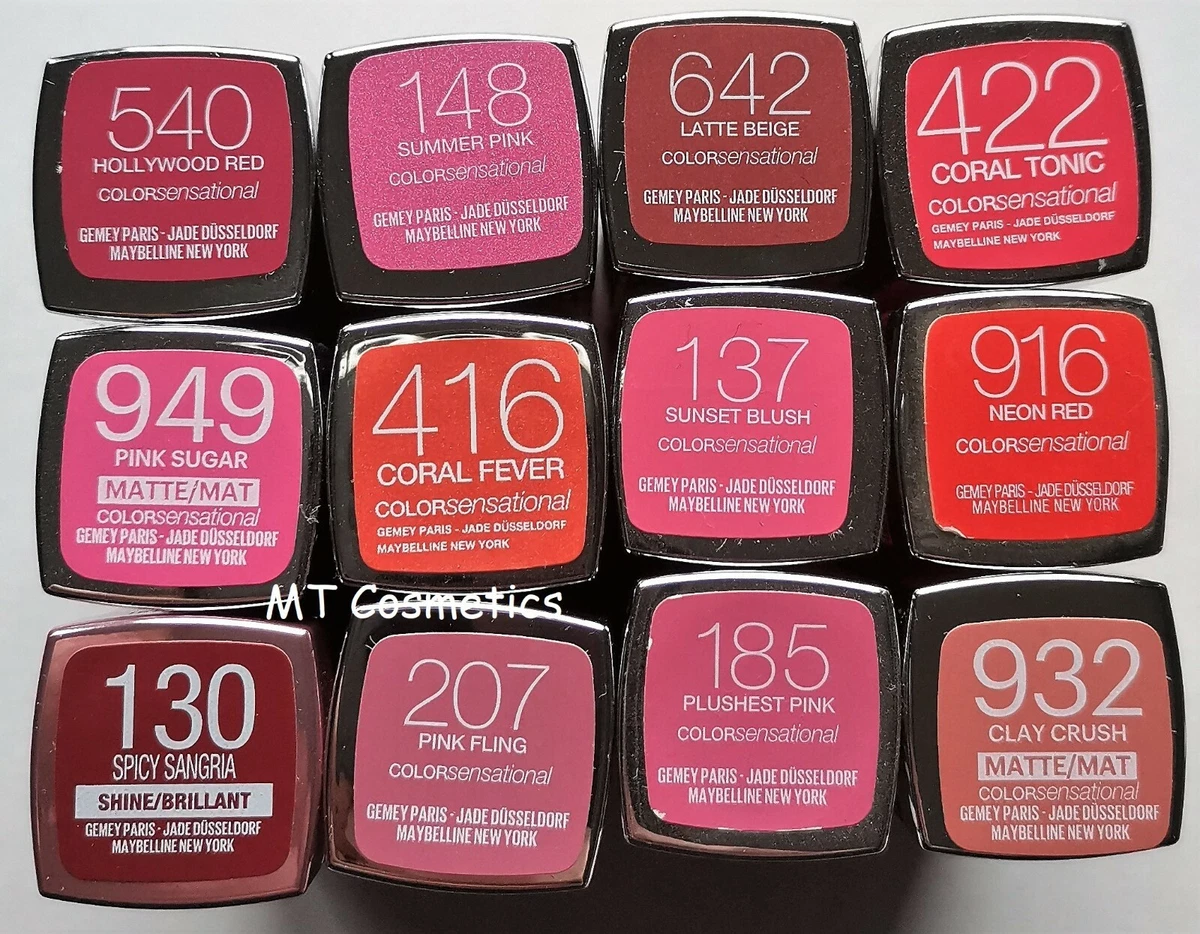 540
HOLLYWOOD RED
COLORsensational
GEMEY PARIS - JADE DÜSSELDORF
MAYBELLINE NEW YORK
148
SUMMER PINK
COLORsensational
GEMEY PARIS - JADE DÜSSELDORF
MAYBELLINE NEW YORK
642
LATTE BEIGE
COLORsensational
GEMEY PARIS - JADE DÜSSELDORF
MAYBELLINE NEW YORK
422
CORAL TONIC
COLORsensational
GEMEY PARIS - JADE DÜSSELDORF
MAYBELLINE NEW YORK
949
PINK SUGAR
MATTE/MAT
COLORsensational
GEMEY PARIS - JADE DÜSSELDORF
MAYBELLINE NEW YORK
416
CORAL FEVER
COLORsensational
GEMEY PARIS - JADE DÜSSELDORF
MAYBELLINE NEW YORK
137
SUNSET BLUSH
COLORsensational
GEMEY PARIS - JADE DÜSSELDORF
MAYBELLINE NEW YORK
916
NEON RED
COLORsensational
GEMEY PARIS - JADE DÜSSELDORF
MAYBELLINE NEW YORK
MT Cosmetics
130
SPICY SANGRIA
SHINE/BRILLANT
GEMEY PARIS - JADE DÜSSELDORF
MAYBELLINE NEW YORK
207
PINK FLING
COLORsensational
GEMEY PARIS - JADE DÜSSELDORF
MAYBELLINE NEW YORK
185
PLUSHEST PINK
COLORsensational
GEMEY PARIS - JADE DÜSSELDORF
MAYBELLINE NEW YORK
932
CLAY CRUSH
MATTE/MAT
COLORsensational
GEMEY PARIS - JADE DÜSSELDORF
MAYBELLINE NEW YORK